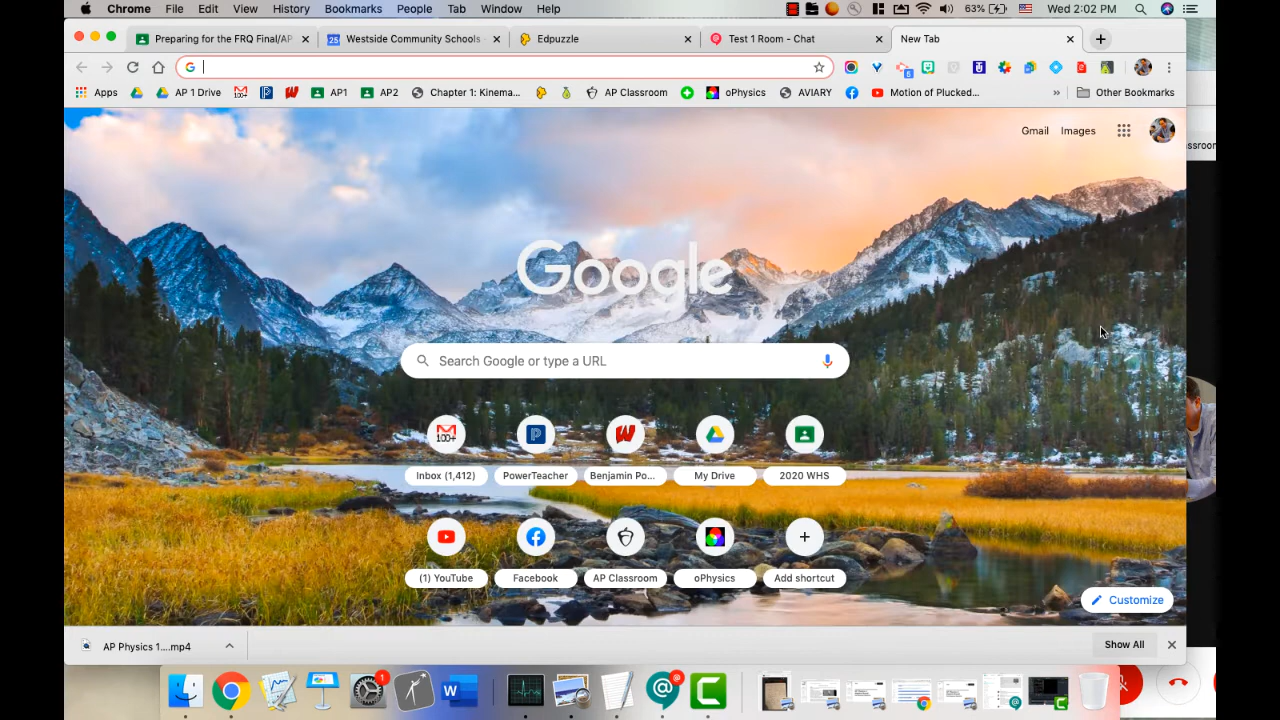 Chrome File Edit View History Bookmarks People Tab Window Help 63% Wed 2:02 PM
Preparing for the FRQ Final/AP 25 Westside Community Schools Edpuzzle Test 1 Room - Chat New Tab
G
Apps AP 1 Drive 100+ AP1 AP2 Chapter 1: Kinema... AP Classroom oPhysics AVIARY Motion of Plucked... » Other Bookmarks
Gmail Images
Google
Search Google or type a URL
100+
Inbox (1,412) PowerTeacher Benjamin Po... My Drive 2020 WHS
(1) YouTube Facebook AP Classroom oPhysics Add shortcut
Customize
AP Physics 1....mp4 Show All
1 W @ C